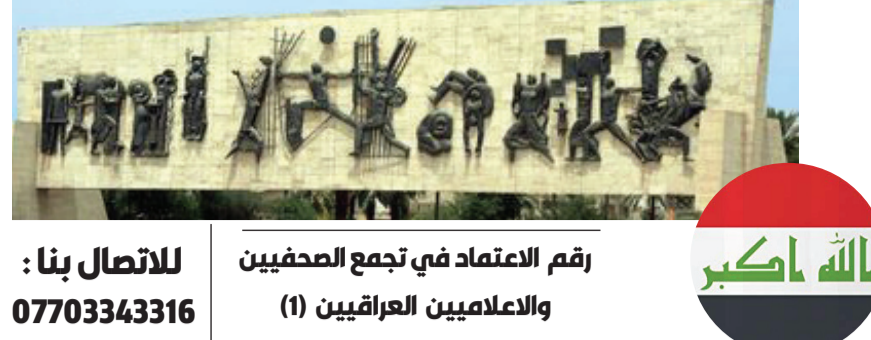 الله اكبر
رقم الاعتماد في تجمع الصحفيين
والاعلاميين العراقيين (1)
للاتصال بنا :
07703343316